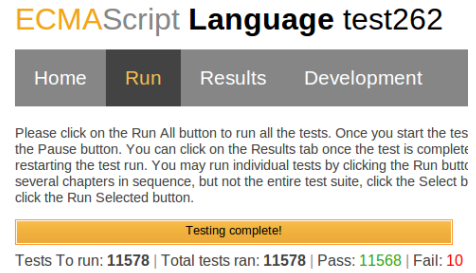 ECMAScript Language test262
Home Run Results Development
Please click on the Run All button to run all the tests. Once you start the
the Pause button. You can click on the Results tab once the test is
restarting the test run. You may run individual tests by clicking the Run
several chapters in sequence, but not the entire test suite, click the Select
click the Run Selected button.
Testing complete!
Tests To run: 11578 | Total tests ran: 11578 | Pass: 11568 | Fail: 10